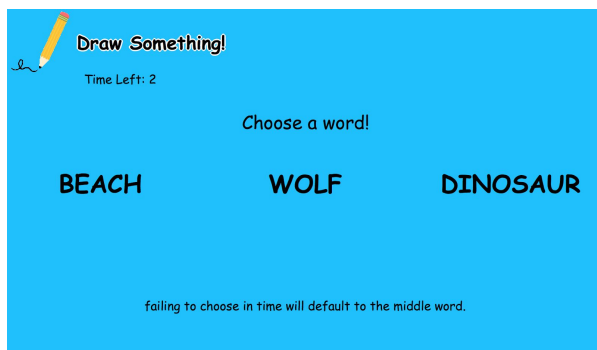 Draw Something!
Time Left: 2
Choose a word!
BEACH WOLF DINOSAUR
failing to choose in time will default to the middle word.